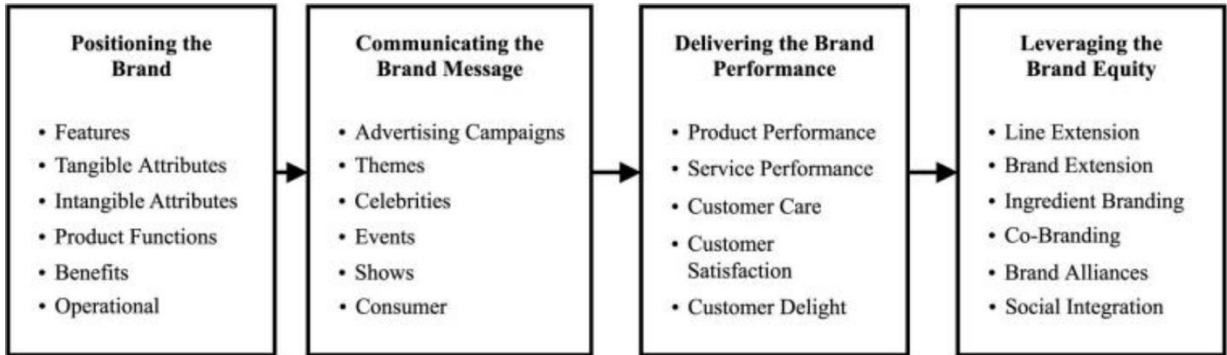 Positioning the
Brand
• Features
• Tangible Attributes
• Intangible Attributes
• Product Functions
• Benefits
• Operational
Communicating the
Brand Message
• Advertising Campaigns
• Themes
• Celebrities
• Events
• Shows
• Consumer
Delivering the Brand
Performance
• Product Performance
• Service Performance
• Customer Care
• Customer
Satisfaction
• Customer Delight
Leveraging the
Brand Equity
• Line Extension
• Brand Extension
• Ingredient Branding
• Co-Branding
• Brand Alliances
• Social Integration